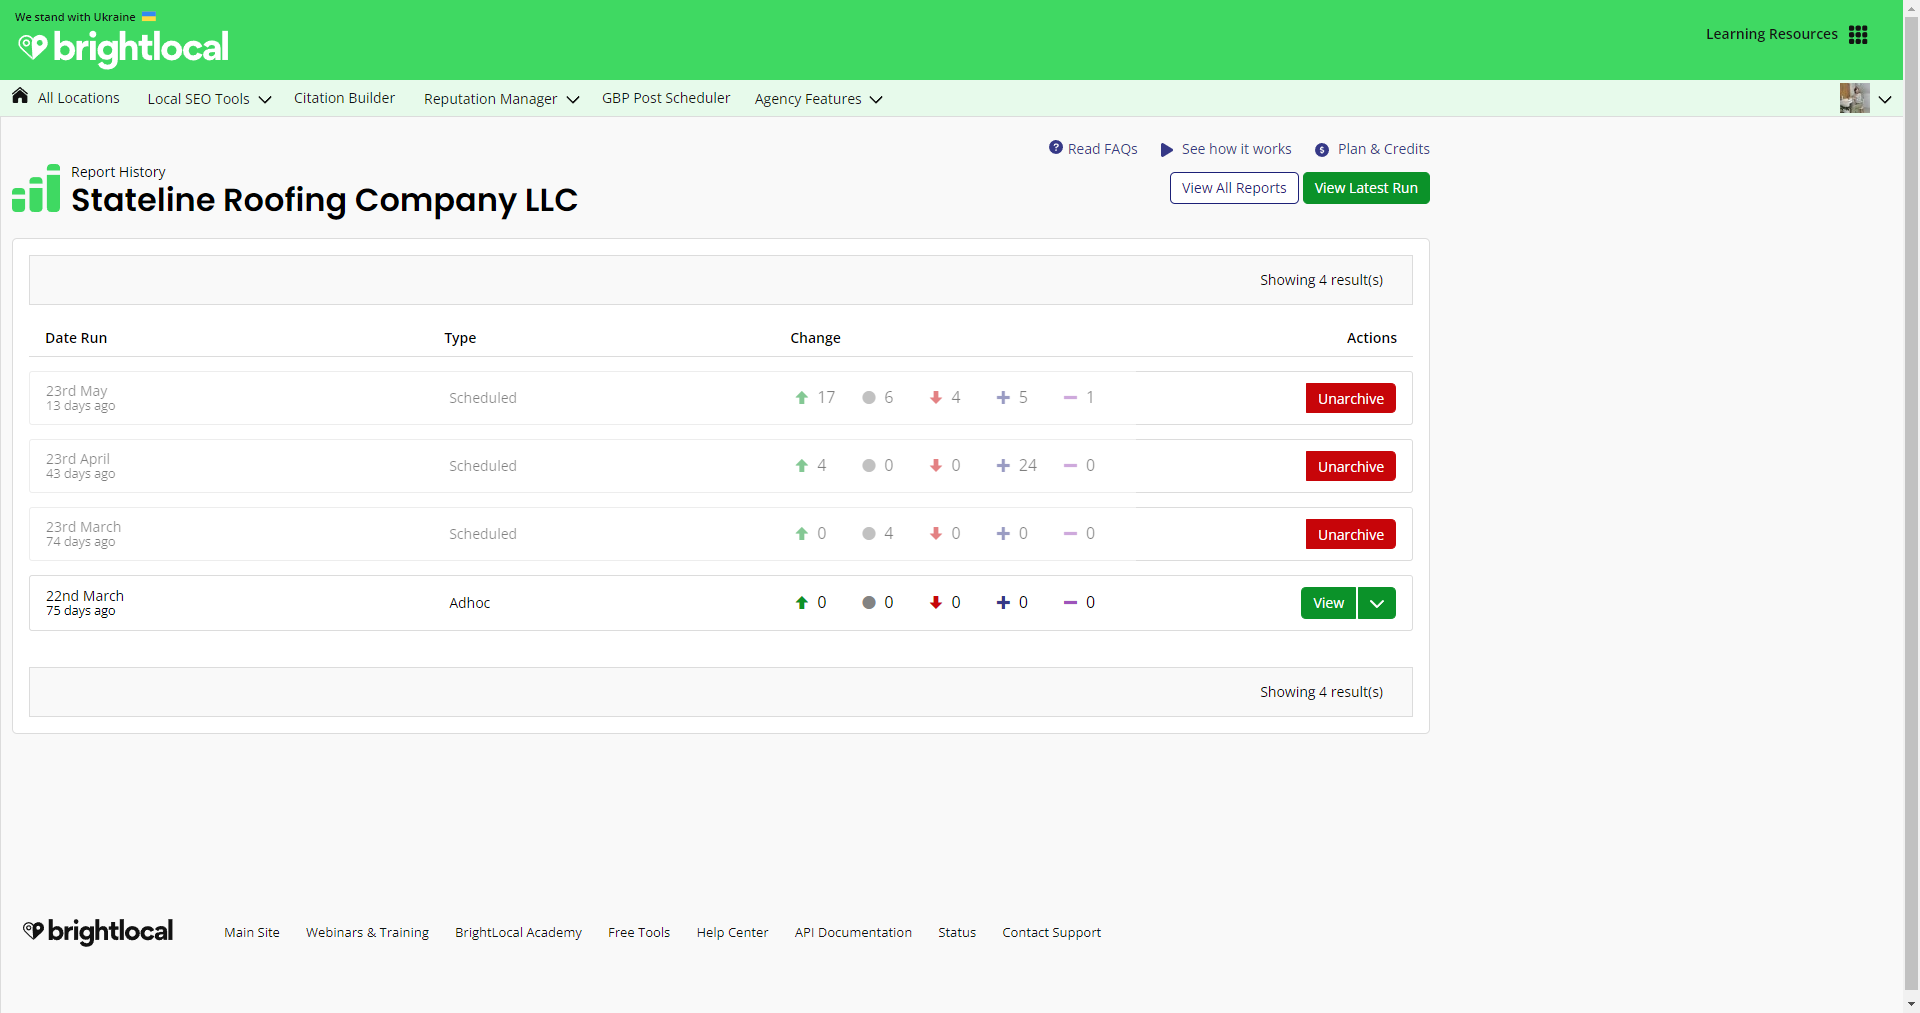 We stand with Ukraine
brightlocal
Learning Resources
All Locations
Local SEO Tools
Citation Builder
Reputation Manager
GBP Post Scheduler
Agency Features
Read FAQs
See how it works
Plan & Credits
Report History
Stateline Roofing Company LLC
View All Reports
View Latest Run
Showing 4 result(s)
Date Run Type Change Actions
23rd May
13 days ago
Scheduled
17 6 4 5 1
Unarchive
23rd April
43 days ago
Scheduled
4 0 0 24 0
Unarchive
23rd March
74 days ago
Scheduled
0 4 0 0 0
Unarchive
22nd March
75 days ago
Adhoc
0 0 0 0 0
View
Showing 4 result(s)
brightlocal
Main Site
Webinars & Training
BrightLocal Academy
Free Tools
Help Center
API Documentation
Status
Contact Support